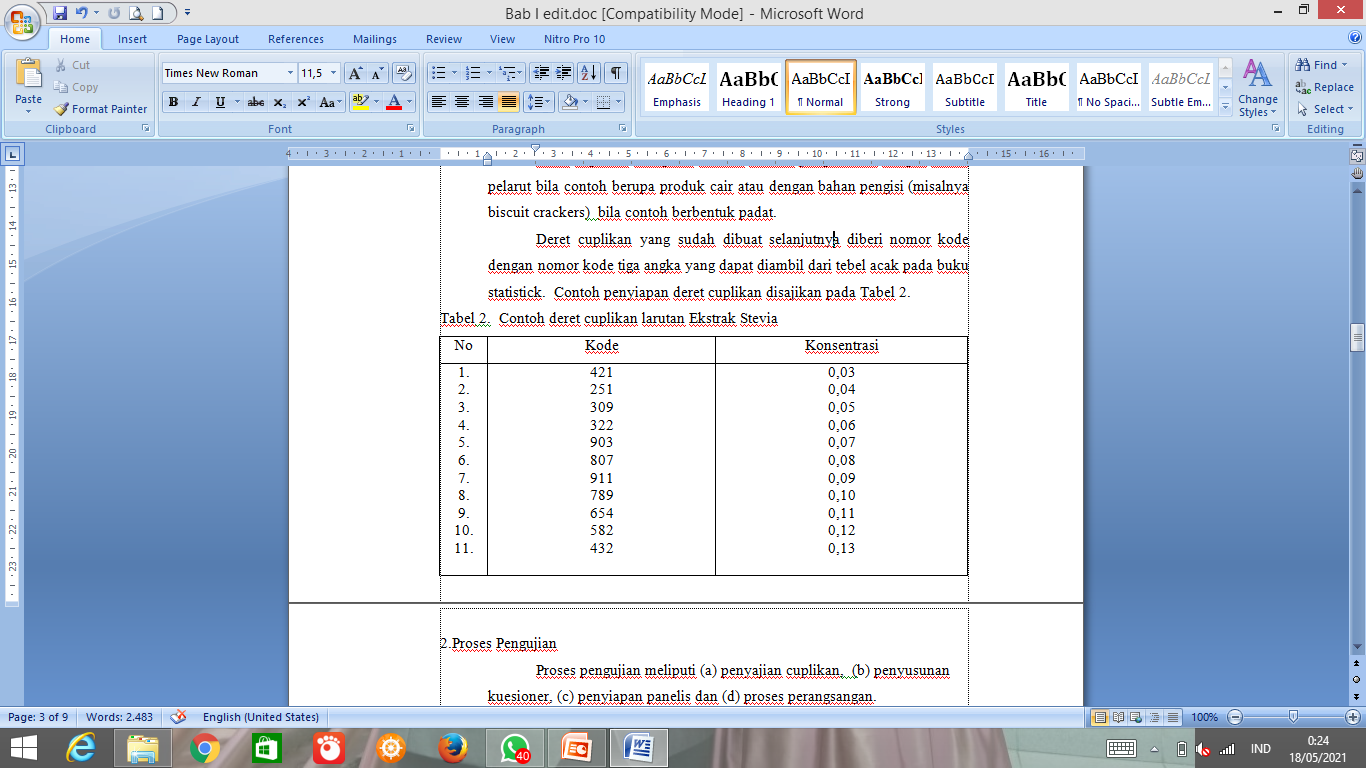 Bab I edit.doc [Compatibility Mode] - Microsoft Word
Home Insert Page Layout References Mailings Review View Nitro Pro 10
Paste
Cut
Copy
Format Painter
Clipboard
Times New Roman 11,5
Font
Paragraph
AaBbCcI AaBbC AaBbCcI AaBbCcI AaBbCcI AaBbC AaBbCcI AaBbCcI
Emphasis Heading 1 ¶ Normal Strong Subtitle Title ¶ No Spaci... Subtle Em...
Change Styles
Styles
Find
Replace
Select
Editing
pelarut bila contoh berupa produk cair atau dengan bahan pengisi (misalnya
biscuit crackers)  bila contoh berbentuk padat.
Deret cuplikan yang sudah dibuat selanjutnya diberi nomor kode
dengan nomor kode tiga angka yang dapat diambil dari tebel acak pada buku
statistick.  Contoh penyiapan deret cuplikan disajikan pada Tabel 2.
Tabel 2.  Contoh deret cuplikan larutan Ekstrak Stevia
No Kode Konsentrasi
1. 421 0,03
2. 251 0,04
3. 309 0,05
4. 322 0,06
5. 903 0,07
6. 807 0,08
7. 911 0,09
8. 789 0,10
9. 654 0,11
10. 582 0,12
11. 432 0,13
2.Proses Pengujian
Proses pengujian meliputi (a) penyajian cuplikan,  (b) penyusunan
kuesioner, (c) penyiapan panelis dan (d) proses perangsangan.
Page: 3 of 9 Words: 2.483 English (United States) 100%
40
IND
0:24
18/05/2021